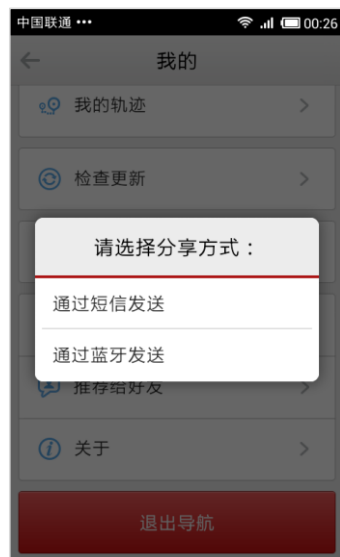 中国联通 ••• 00:26
我的
我的轨迹
检查更新
请选择分享方式：
通过短信发送
通过蓝牙发送
推荐给好友
关于
退出导航